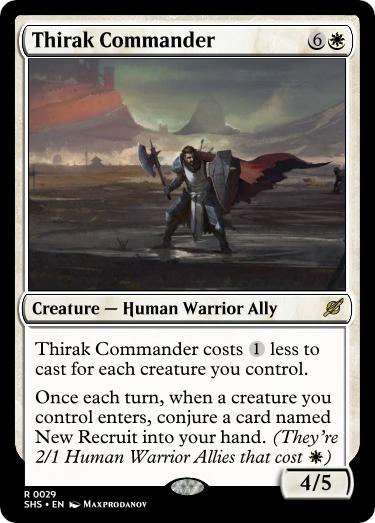 Thirak Commander 6
Creature — Human Warrior Ally
Thirak Commander costs 1 less to
cast for each creature you control.
Once each turn, when a creature you
control enters, conjure a card named
New Recruit into your hand. (They're
2/1 Human Warrior Allies that cost )
4/5
R 0029
SHS • EN Maxprodanov